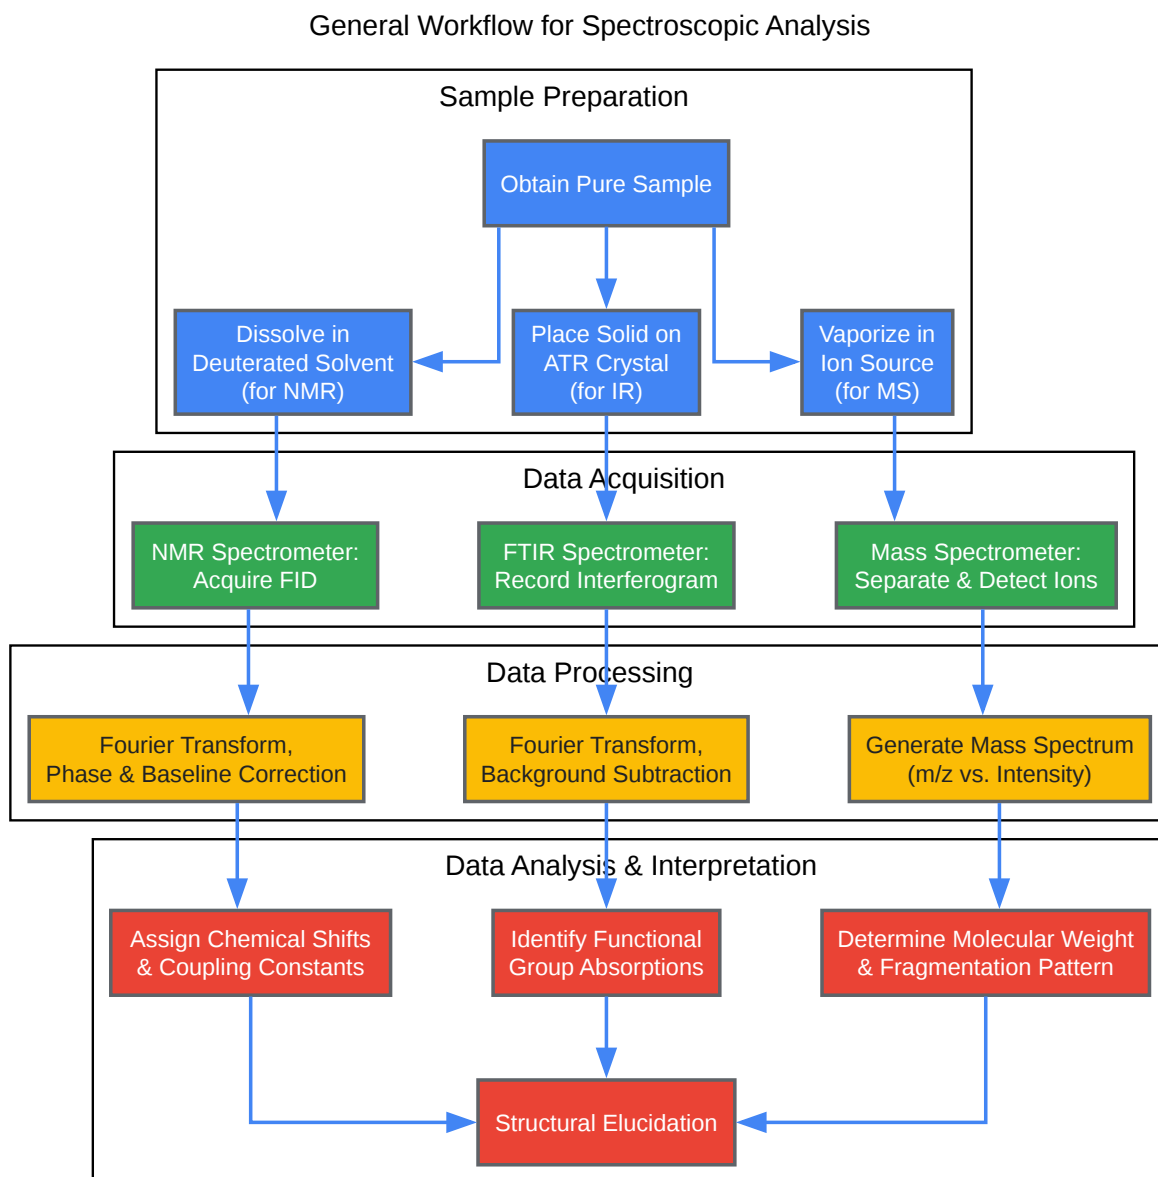 General Workflow for Spectroscopic Analysis
Sample Preparation
Obtain Pure Sample
Dissolve in
Deuterated Solvent
(for NMR)
Place Solid on
ATR Crystal
(for IR)
Vaporize in
Ion Source
(for MS)
Data Acquisition
NMR Spectrometer:
Acquire FID
FTIR Spectrometer:
Record Interferogram
Mass Spectrometer:
Separate & Detect Ions
Data Processing
Fourier Transform,
Phase & Baseline Correction
Fourier Transform,
Background Subtraction
Generate Mass Spectrum
(m/z vs. Intensity)
Data Analysis & Interpretation
Assign Chemical Shifts
& Coupling Constants
Identify Functional
Group Absorptions
Determine Molecular Weight
& Fragmentation Pattern
Structural Elucidation